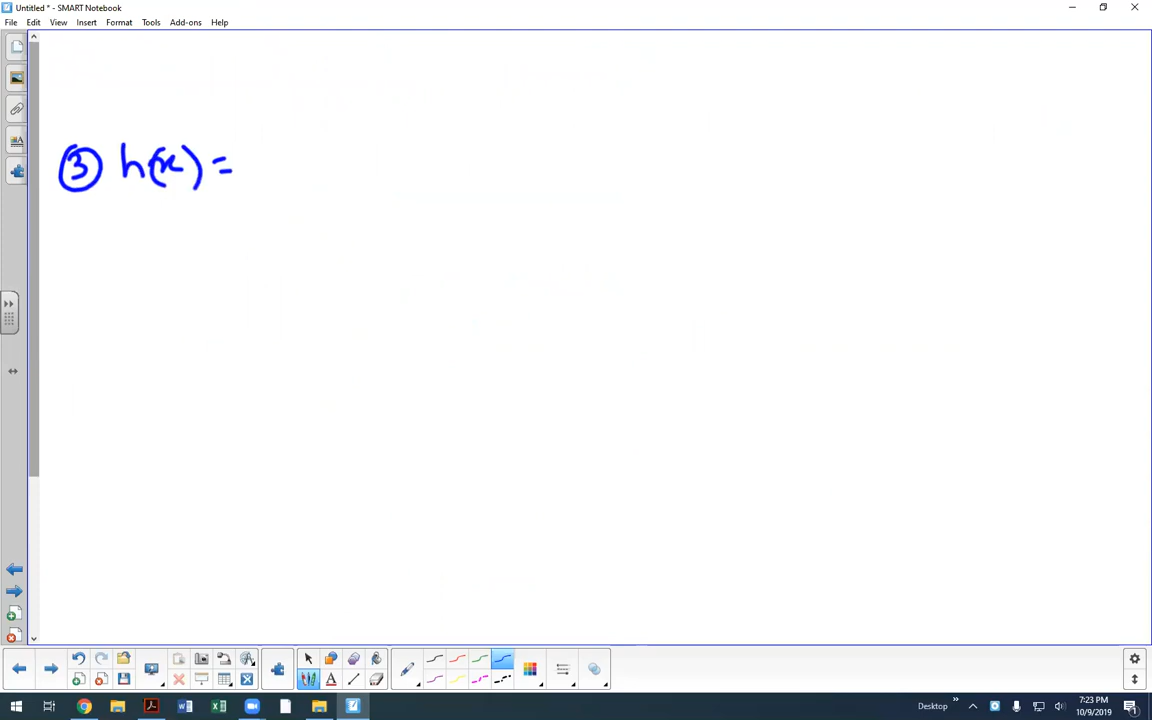 Untitled * - SMART Notebook
File Edit View Insert Format Tools Add-ons Help
③ h(x) =
Desktop
7:23 PM
10/9/2019